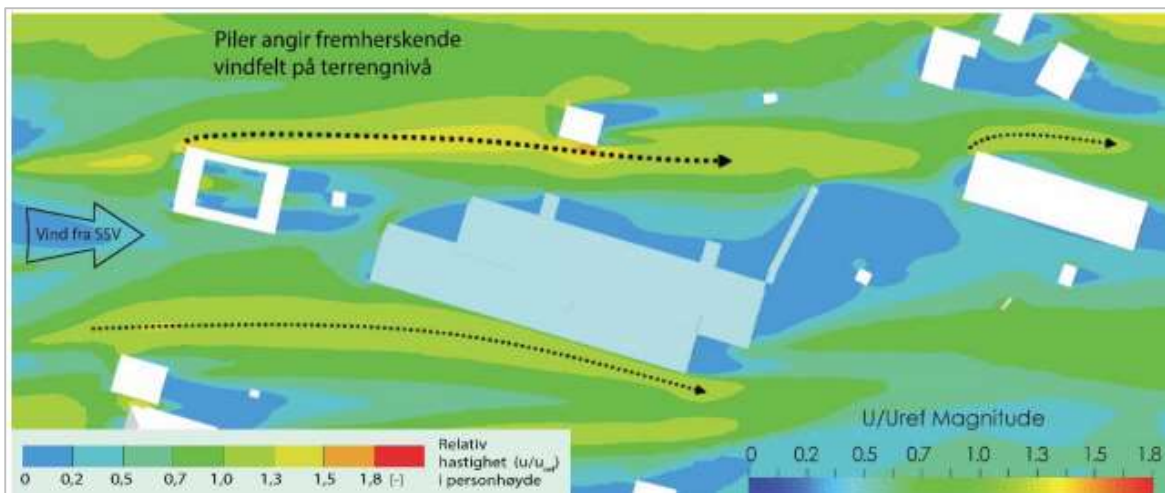 Piler angir fremherskende
vindfelt på terrengnivå
Vind fra SSV
U/Uref Magnitude
0 0,2 0,5 0,7 1,0 1,3 1,5 1,8 [-]
Relativ
hastighet (u/uref)
i personhøyde
0 0.2 0.5 0.7 1.0 1.3 1.5 1.8